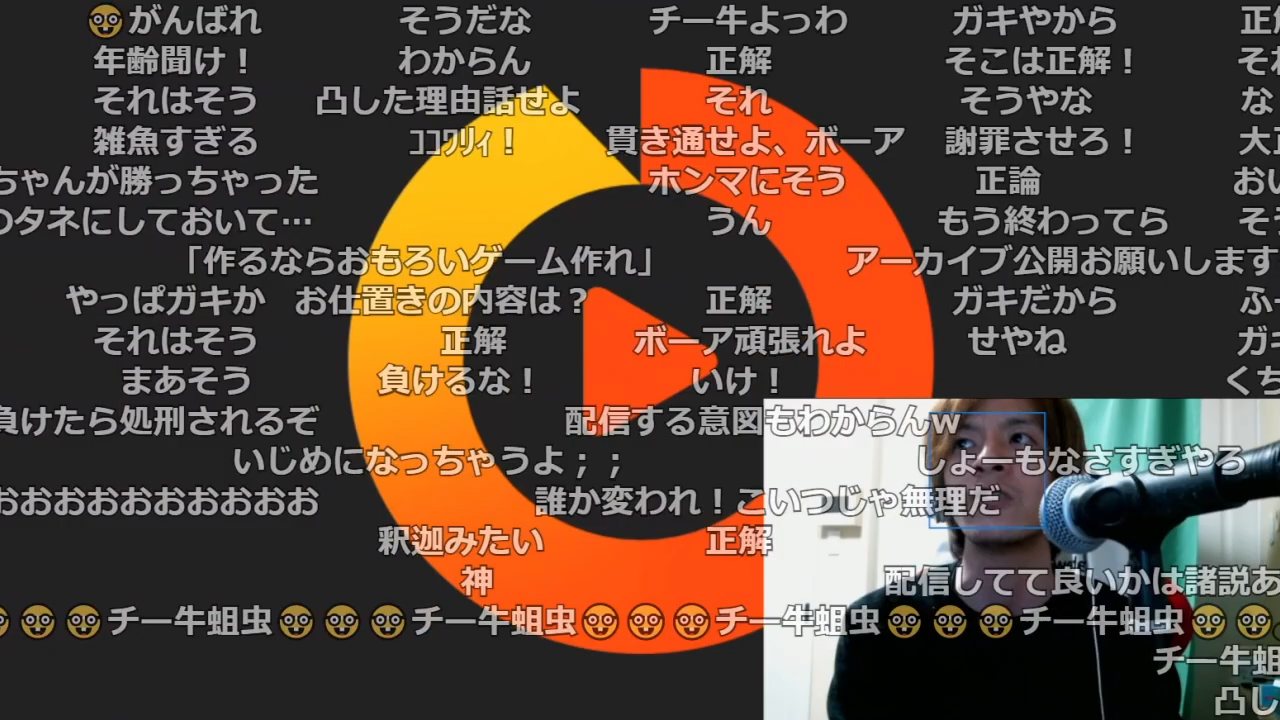 🤓がんばれ そうだな チー牛よっわ ガキやから 正
年齢聞け！ わからん 正解 そこは正解！ それ
それはそう 凸した理由話せよ それ そうやな な
雑魚すぎる ｺｺﾜﾘｨ！ 貫き通せよ、ボーア 謝罪させろ！ 大
ちゃんが勝っちゃった ホンマにそう 正論 おい
のタネにしておいて… うん もう終わってら そ
「作るならおもろいゲーム作れ」 アーカイブ公開お願いします
やっぱガキか お仕置きの内容は？ 正解 ガキだから ふ
それはそう 正解 ボーア頑張れよ せやね ガキ
まあそう 負けるな！ いけ！ くち
負けたら処刑されるぞ 配信する意図もわからんw
いじめになっちゃうよ；； しょーもなさすぎやろ
おおおおおおおおおお 誰か変われ！こいつじゃ無理だ
釈迦みたい 正解
神 配信してて良いかは諸説あ
🤓🤓🤓チー牛蛆虫🤓🤓🤓チー牛蛆虫🤓🤓🤓チー牛蛆虫🤓🤓🤓チー牛蛆虫🤓🤓
チー牛蛆
凸し